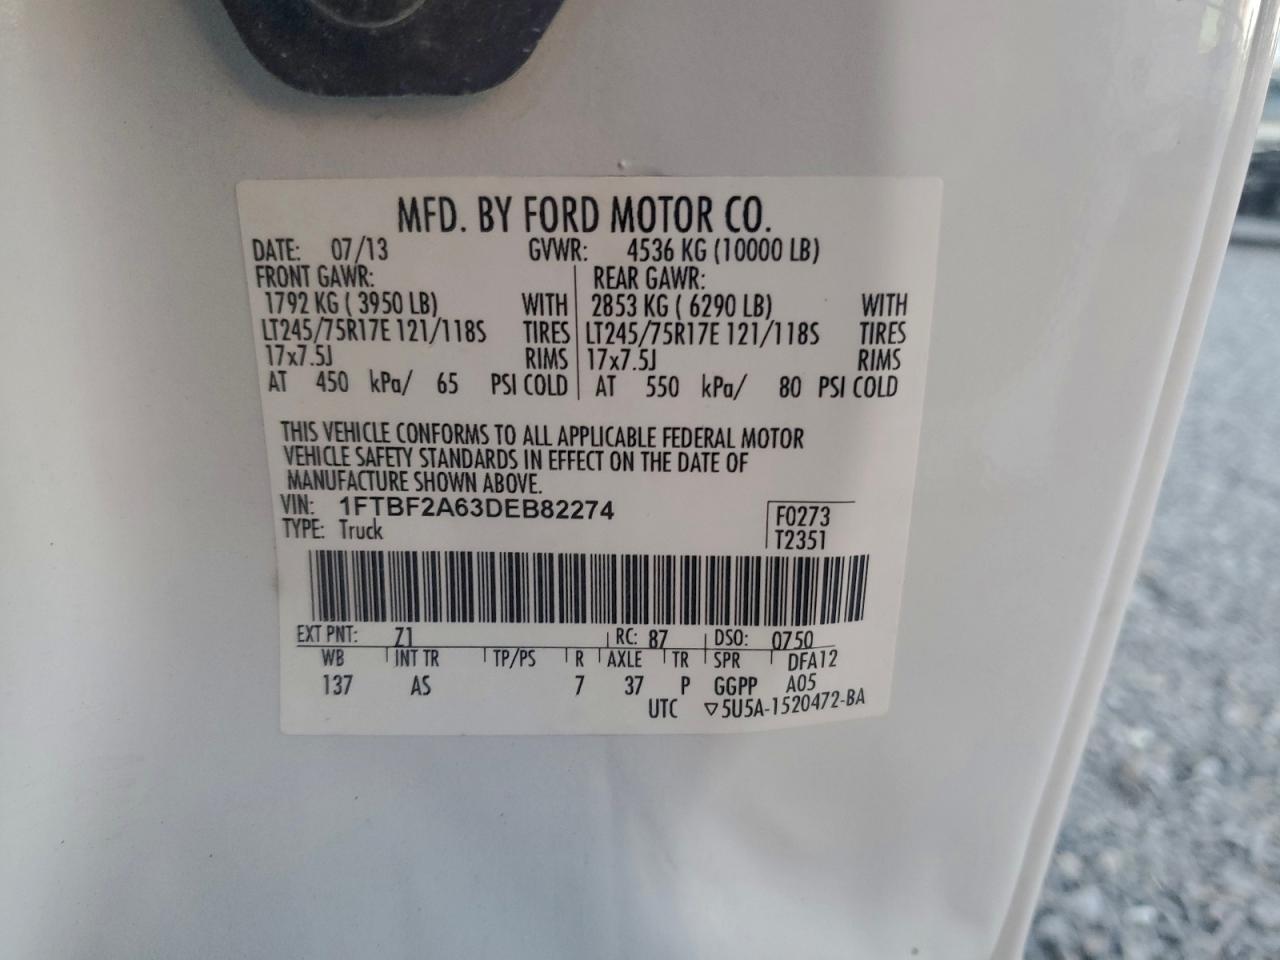 MFD. BY FORD MOTOR CO.
DATE: 07/13 GVWR: 4536 KG (10000 LB)
FRONT GAWR: REAR GAWR:
1792 KG ( 3950 LB) WITH 2853 KG ( 6290 LB) WITH
LT245/75R17E 121/118S TIRES LT245/75R17E 121/118S TIRES
17x7.5J RIMS 17x7.5J RIMS
AT 450 kPa/ 65 PSI COLD AT 550 kPa/ 80 PSI COLD
THIS VEHICLE CONFORMS TO ALL APPLICABLE FEDERAL MOTOR
VEHICLE SAFETY STANDARDS IN EFFECT ON THE DATE OF
MANUFACTURE SHOWN ABOVE.
VIN: 1FTBF2A63DEB82274 F0273
TYPE: Truck T2351
EXT PNT: Z1 RC: 87 DSO: 0750
WB INT TR TP/PS R AXLE TR SPR DFA12
137 AS 7 37 P GGPP A05
UTC ▽5U5A-1520472-BA